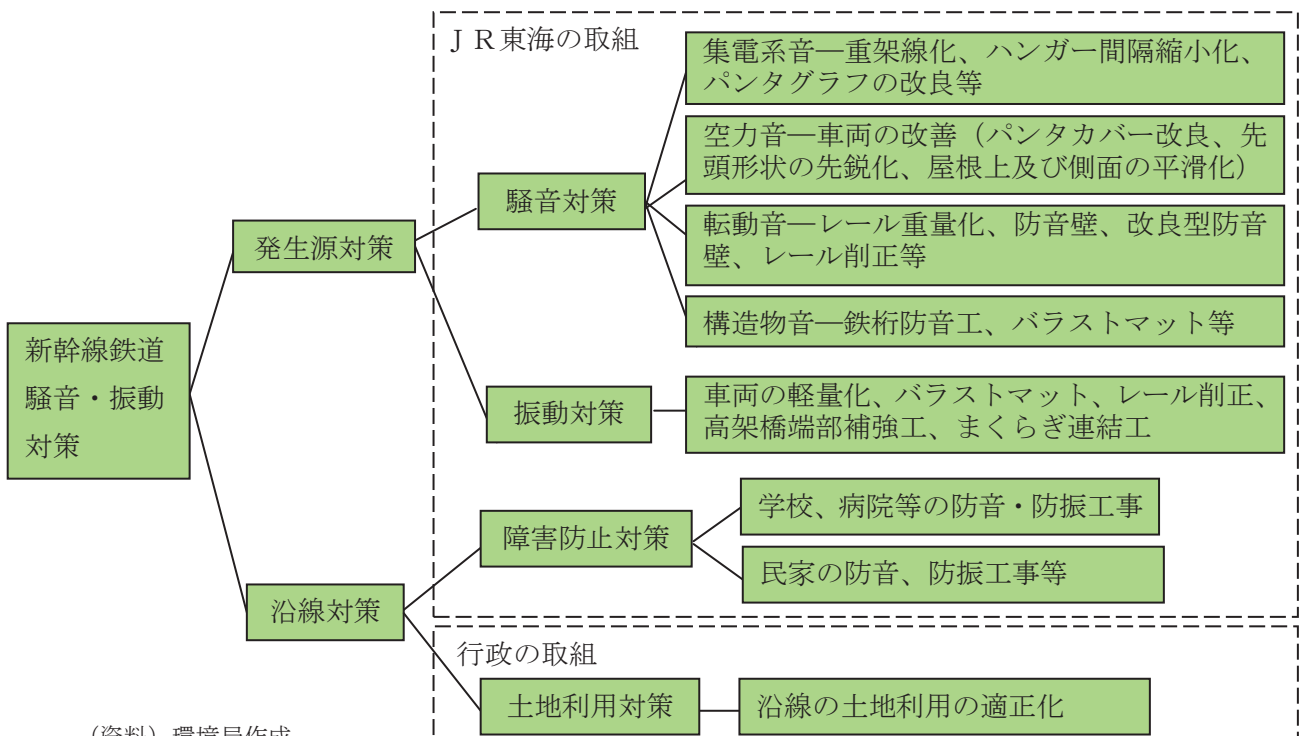 ＪＲ東海の取組
集電系音―重架線化、ハンガー間隔縮小化、
パンタグラフの改良等
空力音―車両の改善（パンタカバー改良、先
頭形状の先鋭化、屋根上及び側面の平滑化）
騒音対策
転動音―レール重量化、防音壁、改良型防音
壁、レール削正等
発生源対策
構造物音―鉄桁防音工、バラストマット等
新幹線鉄道
騒音・振動
対策
振動対策
車両の軽量化、バラストマット、レール削正、
高架橋端部補強工、まくらぎ連結工
学校、病院等の防音・防振工事
障害防止対策
民家の防音、防振工事等
沿線対策
行政の取組
土地利用対策
沿線の土地利用の適正化
（資料）環境局作成